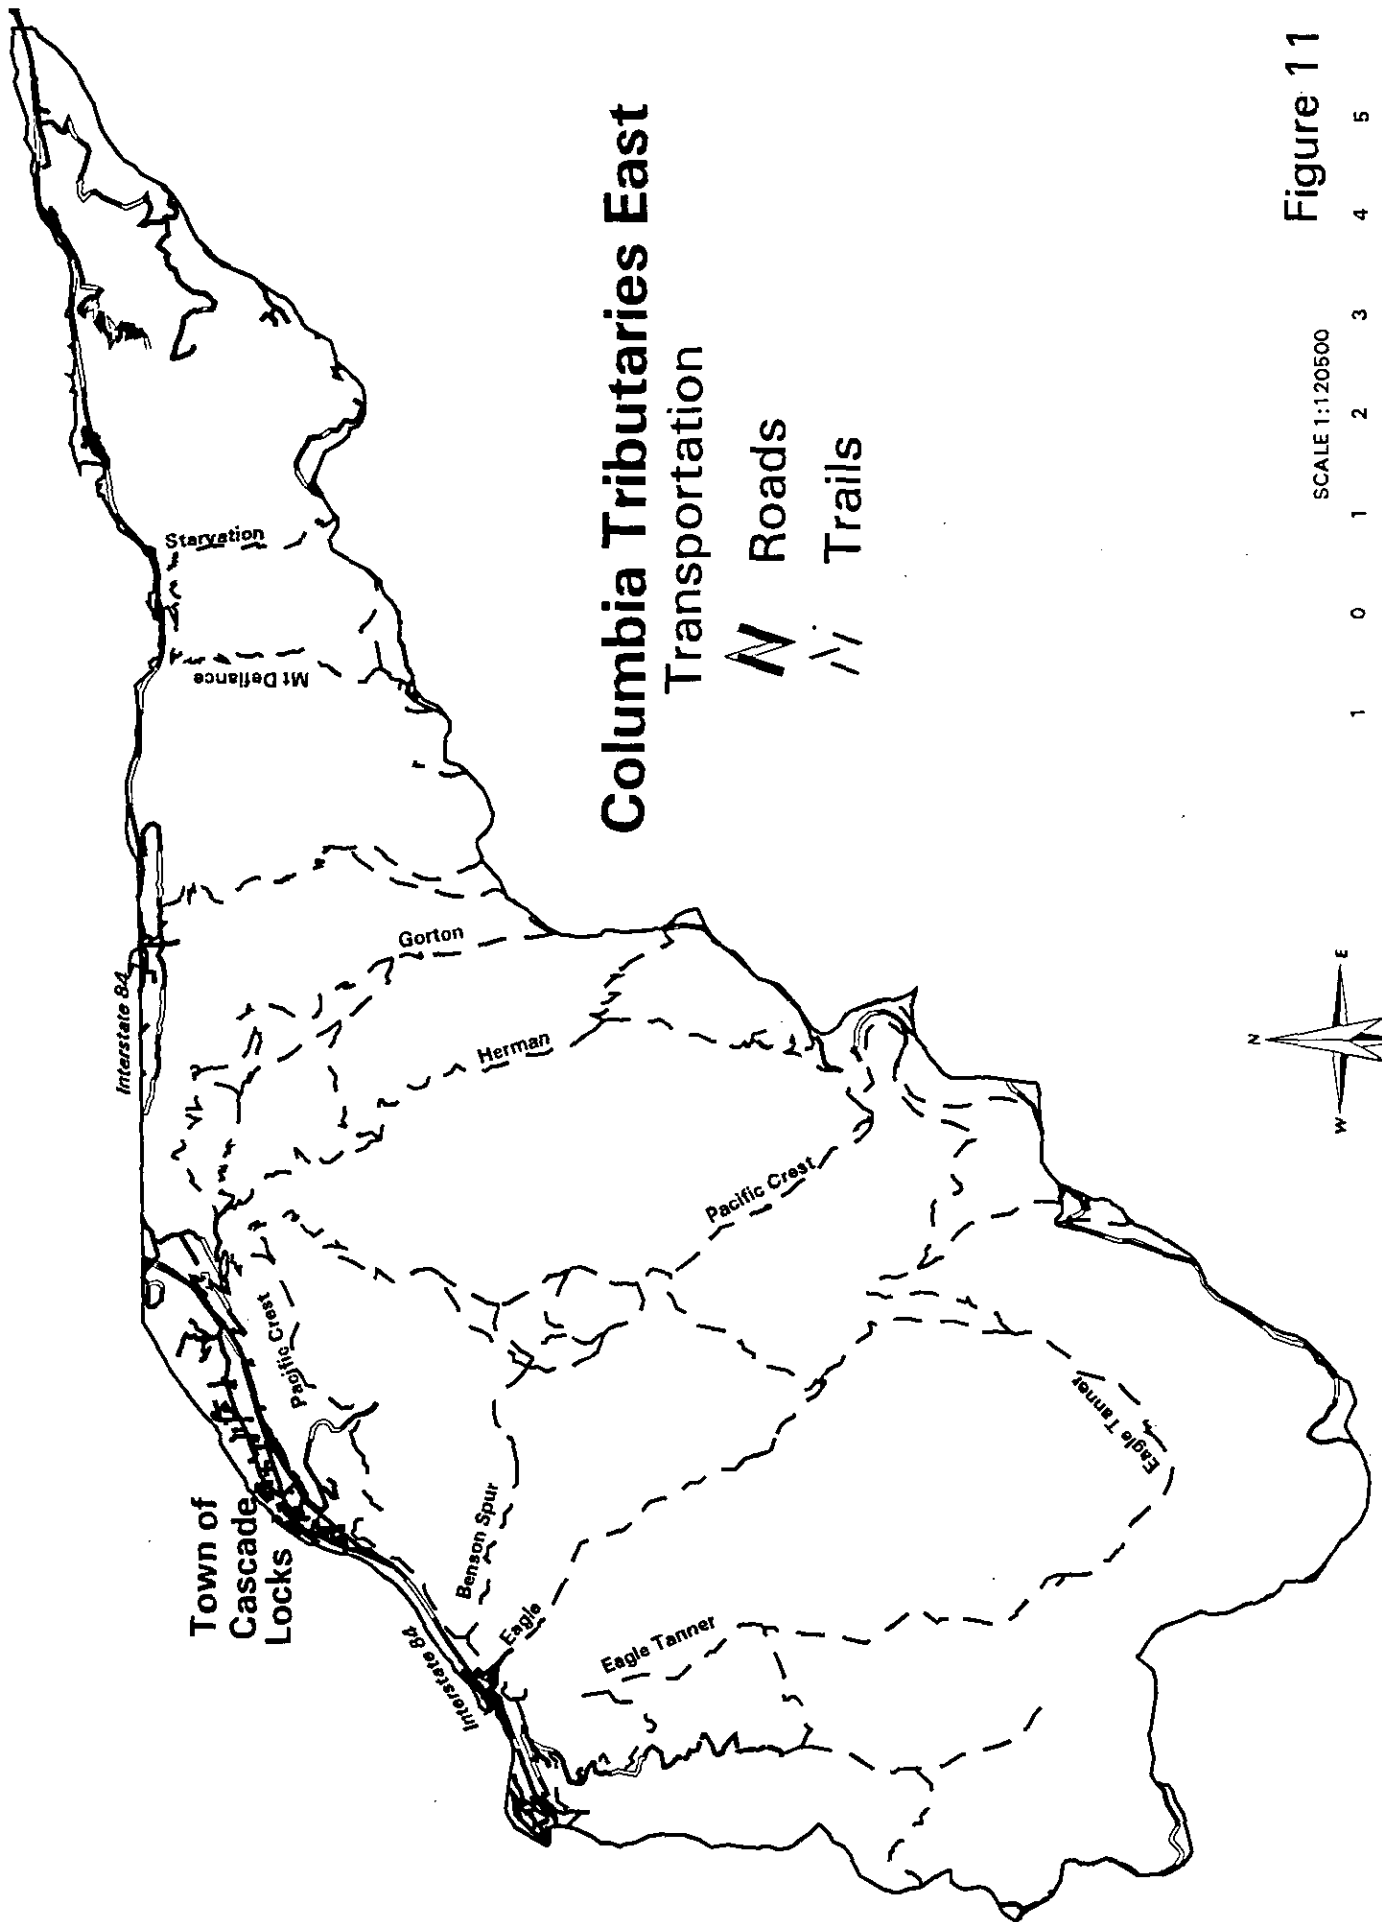 Columbia Tributaries East
Transportation
Roads
Trails
Town of
Cascade
Locks
Interstate 84
Interstate 84
Starvation
Mt Defiance
Gorton
Herman
Pacific Crest
Pacific Crest
Benson Spur
Eagle
Eagle Tanner
Eagle Tanner
N
W
E
Figure 11
SCALE 1:120500
1 0 1 2 3 4 5